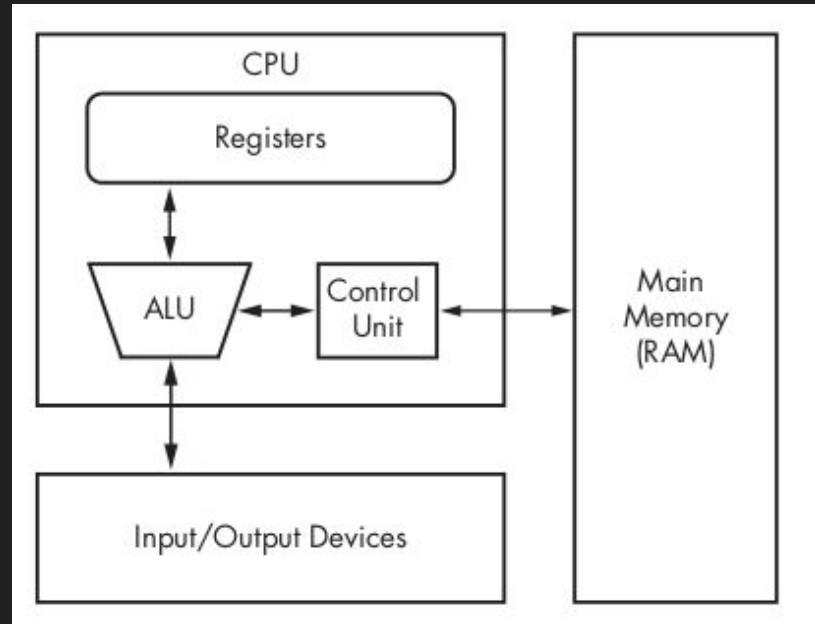 CPU
Registers
ALU
Control
Unit
Main
Memory
(RAM)
Input/Output Devices